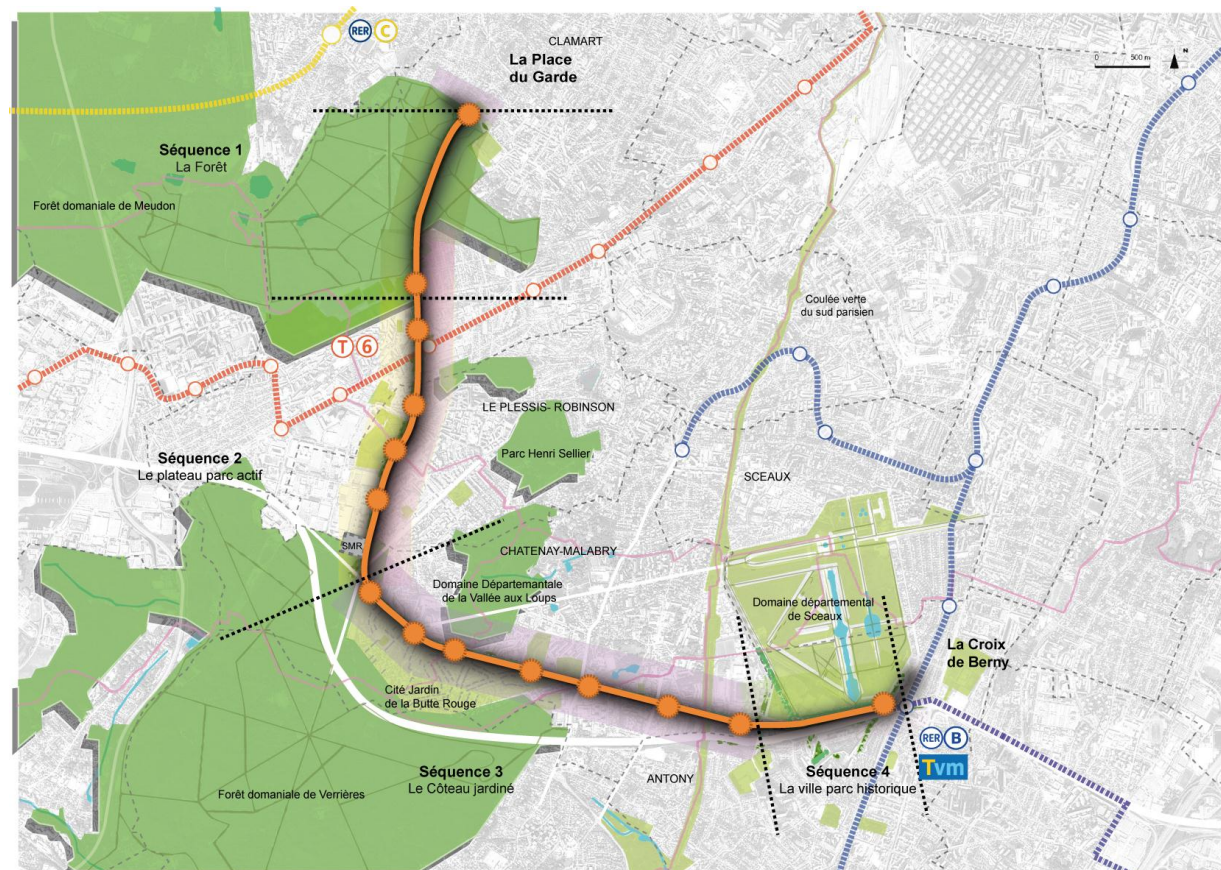 RER C
CLAMART
La Place
du Garde
0 500 m
N
Séquence 1
La Forêt
Forêt domaniale de Meudon
Coulée verte
du sud parisien
T 6
LE PLESSIS- ROBINSON
Parc Henri Sellier
Séquence 2
Le plateau parc actif
SCEAUX
SMR
CHATENAY-MALABRY
Domaine Départemantale
de la Vallée aux Loups
Domaine départemental
de Sceaux
La Croix
de Berny
Cité Jardin
de la Butte Rouge
RER B
Tvm
Séquence 3
Le Côteau jardiné
ANTONY
Séquence 4
La ville parc historique
Forêt domaniale de Verrières